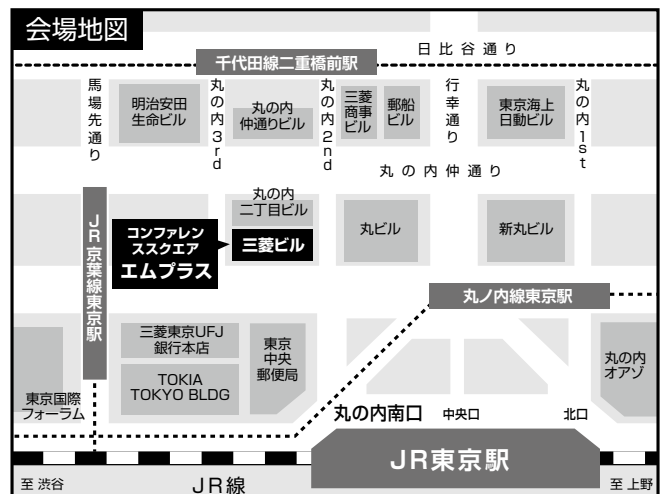 会場地図
日比谷通り
千代田線二重橋前駅
馬場先通り
明治安田
生命ビル
丸の内3rd
丸の内
仲通りビル
丸の内2nd
三菱
商事
ビル
郵船
ビル
行幸通り
東京海上
日動ビル
丸の内1st
丸の内仲通り
JR京葉線東京駅
コンファレン
ススクエア
エムプラス
丸の内
二丁目ビル
三菱ビル
丸ビル
新丸ビル
丸ノ内線東京駅
東京国際
フォーラム
三菱東京UFJ
銀行本店
TOKIA
TOKYO BLDG
東京
中央
郵便局
丸の内
オアゾ
丸の内南口
中央口
北口
JR東京駅
至 渋谷
JR線
至 上野